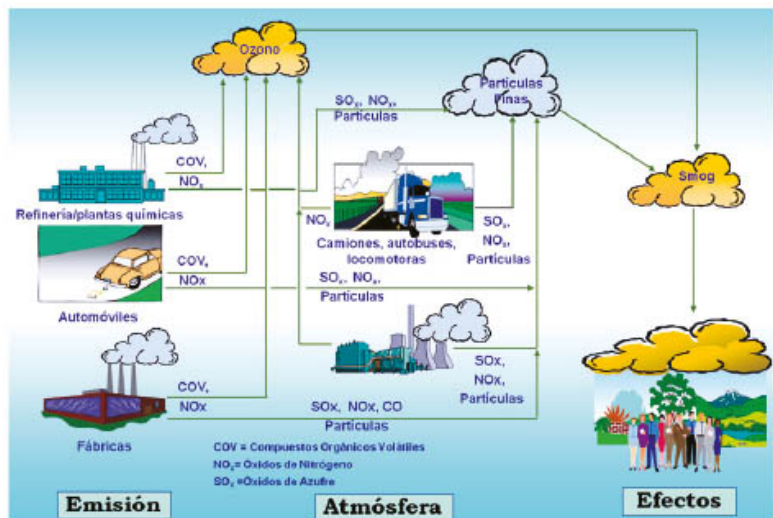 Ozono
Partículas
Finas
SOx, NOx,
Partículas
COV,
NOx
Refinería/plantas químicas
Smog
NOx
Camiones, autobuses,
locomotoras
SOx,
NOx,
Partículas
COV,
NOx
SOx, NOx,
Partículas
Automóviles
SOx,
NOx,
Partículas
COV,
NOx
SOx, NOx, CO
Partículas
Fábricas
COV = Compuestos Orgánicos Volátiles
NOx= Óxidos de Nitrógeno
SOx =Óxidos de Azufre
Emisión
Atmósfera
Efectos